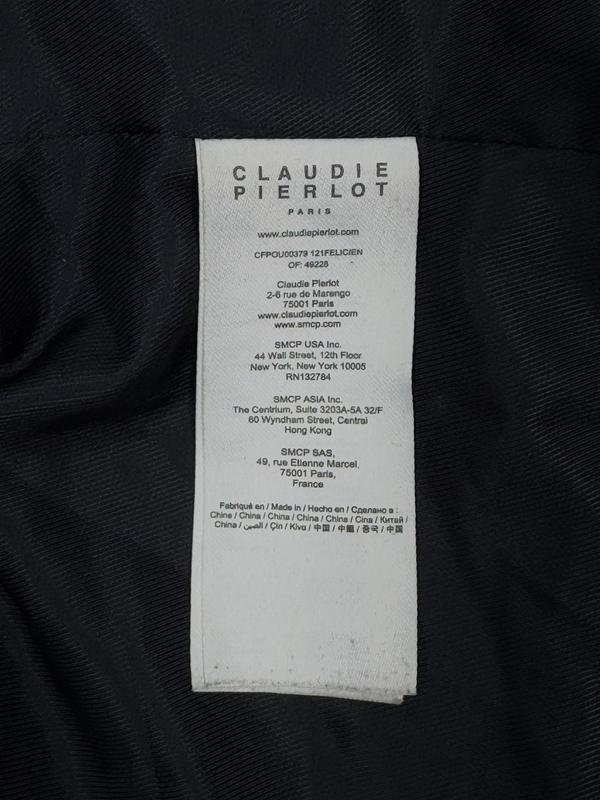 CLAUDIE
PIERLOT
PARIS
www.claudiepierlot.com
CFPOU00379 121FELICIEN
OF: 49228
Claudie Pierlot
2-6 rue de Marengo
75001 Paris
www.claudiepierlot.com
www.smcp.com
SMCP USA Inc.
44 Wall Street, 12th Floor
New York, New York 10005
RN132784
SMCP ASIA Inc.
The Centrium, Suite 3203A-5A 32/F
60 Wyndham Street, Central
Hong Kong
SMCP SAS,
49, rue Etienne Marcel,
75001 Paris,
France
Fabriqué en / Made in / Hecho en / Сделано в :
Chine / China / China / China / China / Cina / Китай /
China / الصين / Çin / Κίνα / 中国 / 中國 / 중국 / 中国